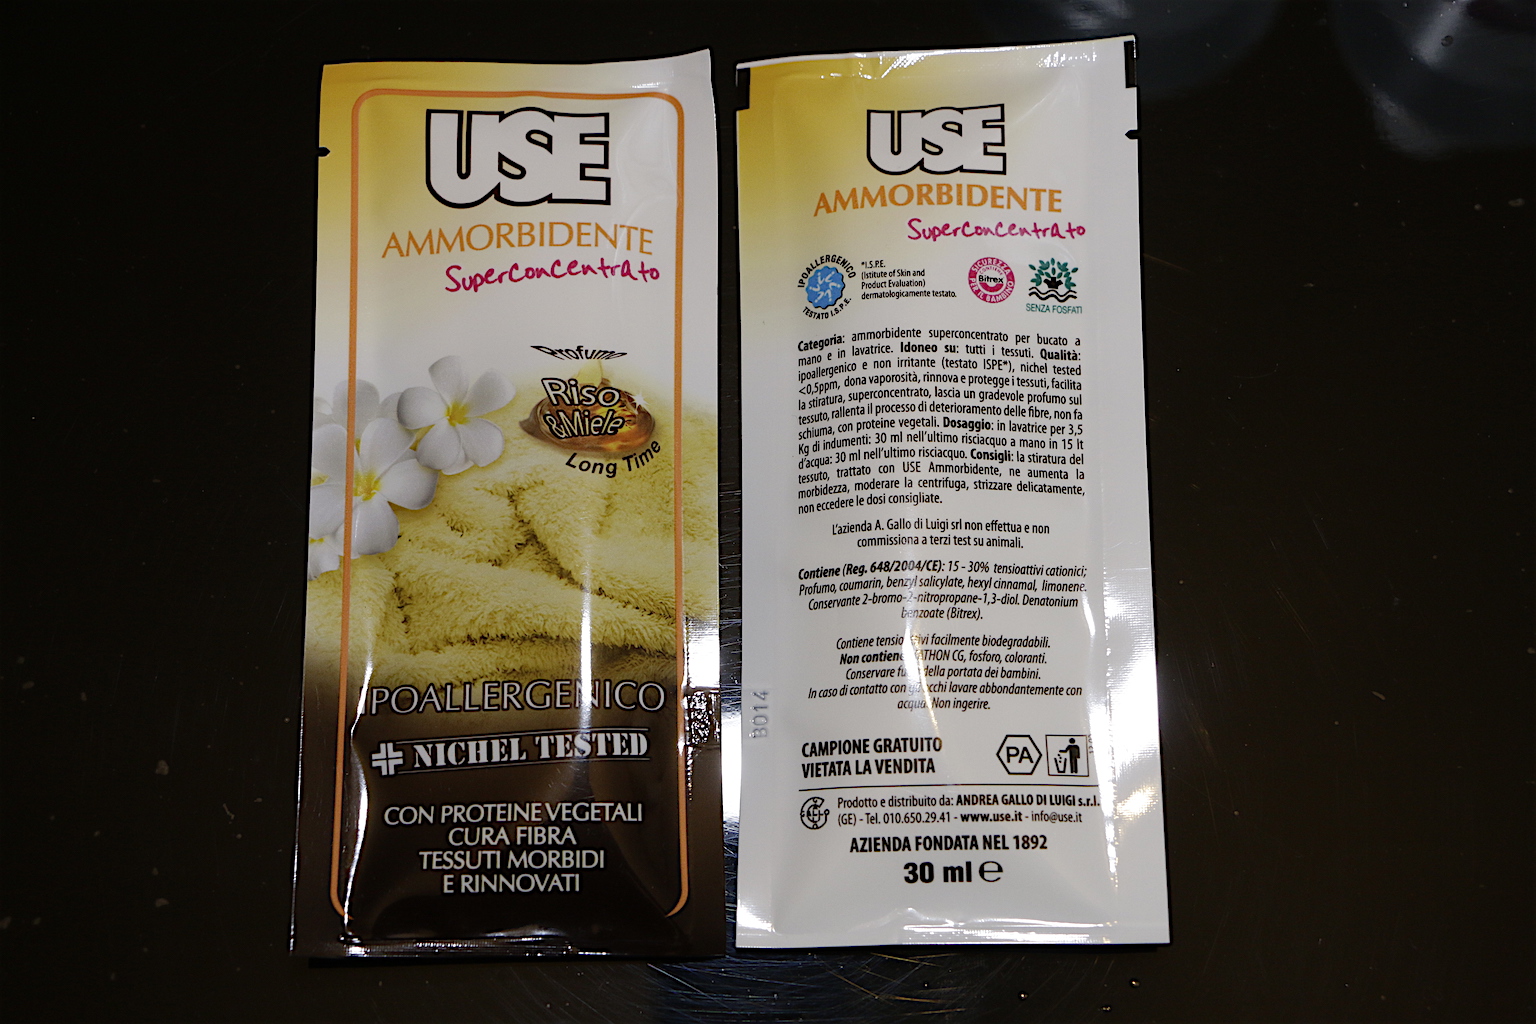 USE
AMMORBIDENTE
Superconcentrato
Profumo
Riso
&Miele
Long Time
IPOALLERGENICO
NICHEL TESTED
CON PROTEINE VEGETALI
CURA FIBRA
TESSUTI MORBIDI
E RINNOVATI
USE
AMMORBIDENTE
Superconcentrato
IPOALLERGENICO
TESTATO I.S.P.E.
*I.S.P.E.
(Istitute of Skin and
Product Evaluation)
dermatologicamente testato.
SICUREZZA
CONTIENE
Bitrex
PER IL BAMBINO
SENZA FOSFATI
Categoria: ammorbidente superconcentrato per bucato a
mano e in lavatrice. Idoneo su: tutti i tessuti. Qualità:
ipoallergenico e non irritante (testato ISPE*), nichel tested
<0,5ppm, dona vaporosità, rinnova e protegge i tessuti, facilita
la stiratura, superconcentrato, lascia un gradevole profumo sul
tessuto, rallenta il processo di deterioramento delle fibre, non fa
schiuma, con proteine vegetali. Dosaggio: in lavatrice per 3,5
Kg di indumenti: 30 ml nell'ultimo risciacquo a mano in 15 lt
d'acqua: 30 ml nell'ultimo risciacquo. Consigli: la stiratura del
tessuto, trattato con USE Ammorbidente, ne aumenta la
morbidezza, moderare la centrifuga, strizzare delicatamente,
non eccedere le dosi consigliate.
L'azienda A. Gallo di Luigi srl non effettua e non
commissiona a terzi test su animali.
Contiene (Reg. 648/2004/CE): 15 - 30% tensioattivi cationici;
Profumo, coumarin, benzyl salicylate, hexyl cinnamal, limonene.
Conservante 2-bromo-2-nitropropane-1,3-diol. Denatonium
benzoate (Bitrex).
Contiene tensioattivi facilmente biodegradabili.
Non contiene KATHON CG, fosforo, coloranti.
Conservare fuori della portata dei bambini.
In caso di contatto con gli occhi lavare abbondantemente con
acqua. Non ingerire.
B014
CAMPIONE GRATUITO
VIETATA LA VENDITA
PA
Prodotto e distribuito da: ANDREA GALLO DI LUIGI s.r.l.
(GE) - Tel. 010.650.29.41 - www.use.it - info@use.it
AZIENDA FONDATA NEL 1892
30 ml e